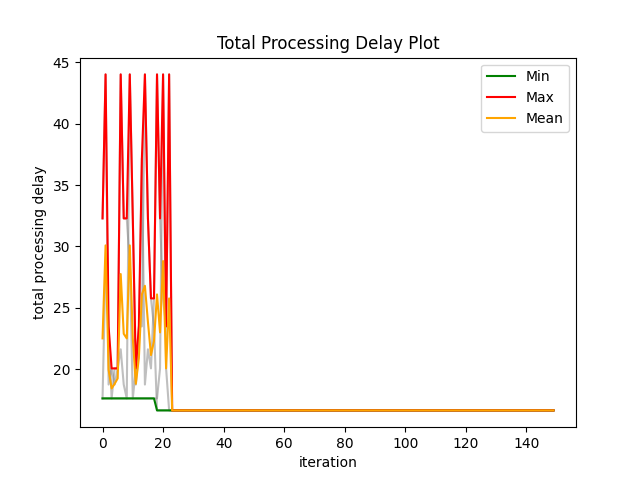 Total Processing Delay Plot
45
40
35
30
25
20
total processing delay
Min
Max
Mean
0 20 40 60 80 100 120 140
iteration